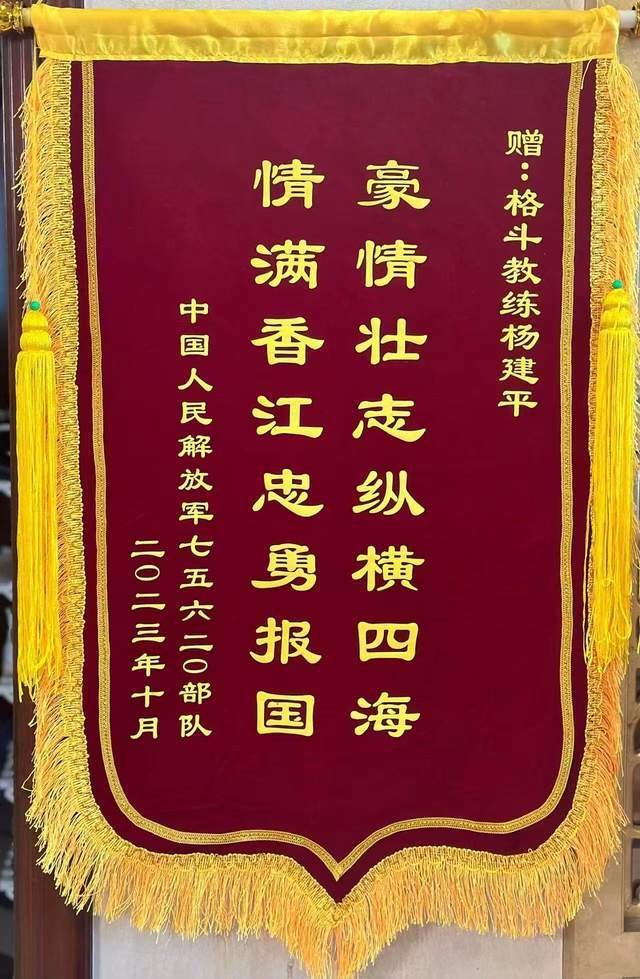 赠：格斗教练杨建平
豪情壮志纵横四海
情满香江忠勇报国
中国人民解放军七五六二〇部队
二〇二三年十月